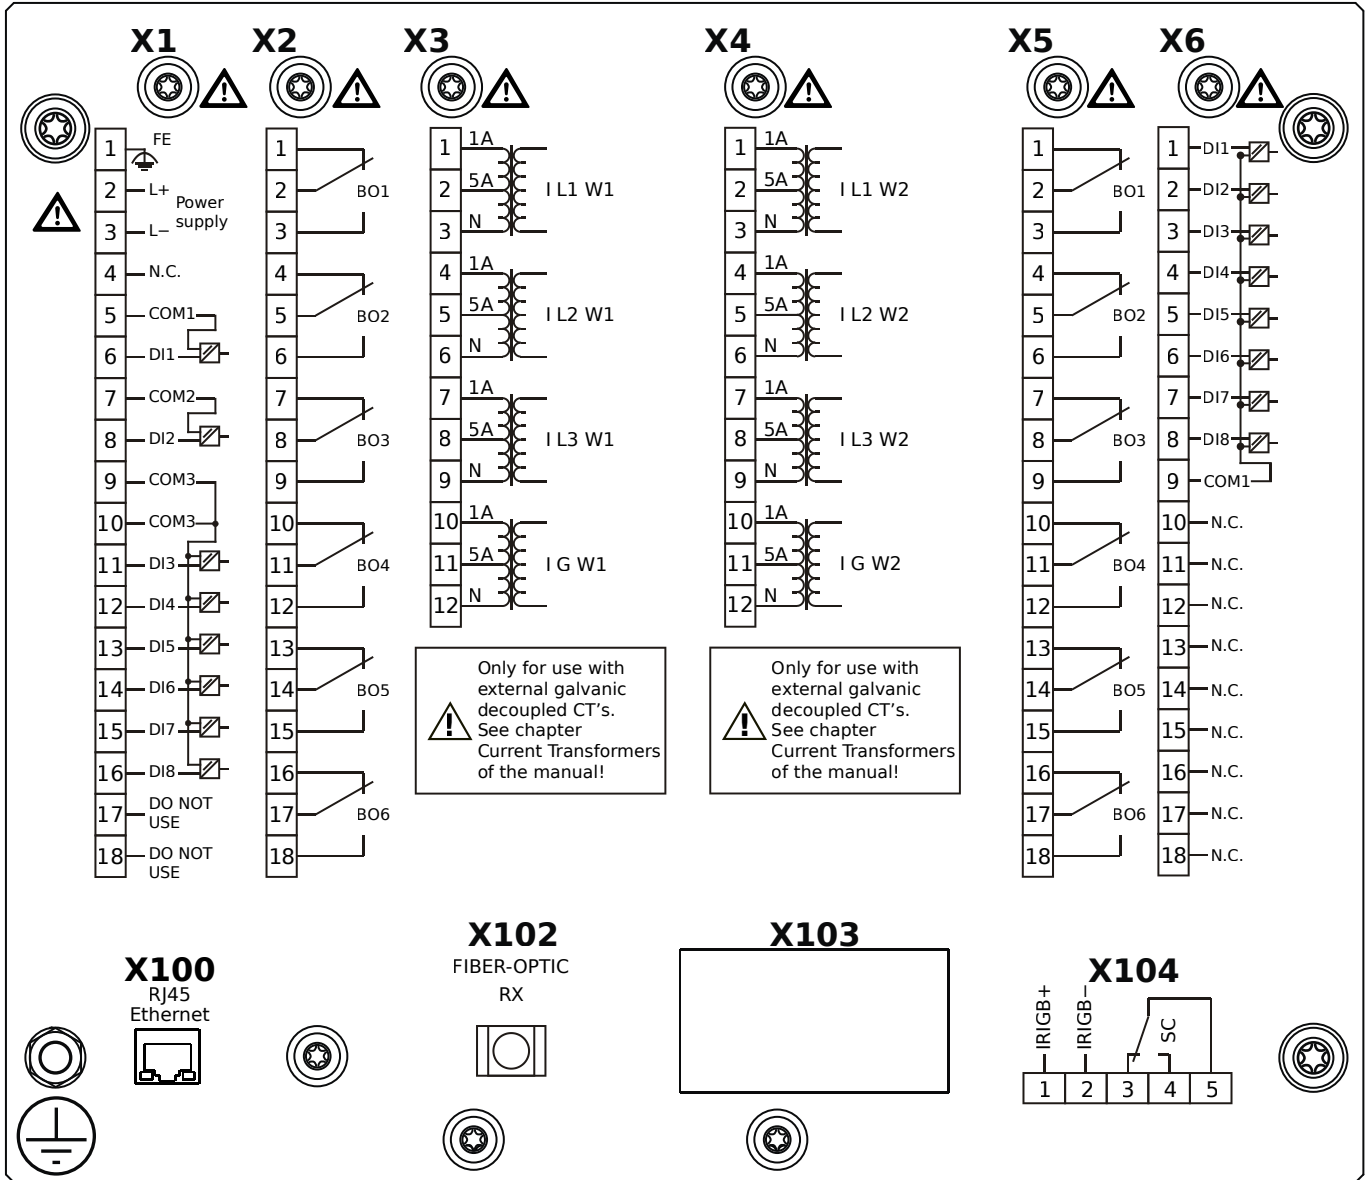 X1 X2 X3 X4 X5 X6
1 FE
2 L+
Power
supply
3 L−
4 N.C.
5 COM1
6 DI1
7 COM2
8 DI2
9 COM3
10 COM3
11 DI3
12 DI4
13 DI5
14 DI6
15 DI7
16 DI8
17 DO NOT
USE
18 DO NOT
USE
1
2 BO1
3
4
5 BO2
6
7
8 BO3
9
10
11 BO4
12
13
14 BO5
15
16
17 BO6
18
1 1A
2 5A I L1 W1
3 N
4 1A
5 5A I L2 W1
6 N
7 1A
8 5A I L3 W1
9 N
10 1A
11 5A I G W1
12 N
Only for use with
external galvanic
decoupled CT's.
See chapter
Current Transformers
of the manual!
1 1A
2 5A I L1 W2
3 N
4 1A
5 5A I L2 W2
6 N
7 1A
8 5A I L3 W2
9 N
10 1A
11 5A I G W2
12 N
Only for use with
external galvanic
decoupled CT's.
See chapter
Current Transformers
of the manual!
1
2 BO1
3
4
5 BO2
6
7
8 BO3
9
10
11 BO4
12
13
14 BO5
15
16
17 BO6
18
1 DI1
2 DI2
3 DI3
4 DI4
5 DI5
6 DI6
7 DI7
8 DI8
9 COM1
10 N.C.
11 N.C.
12 N.C.
13 N.C.
14 N.C.
15 N.C.
16 N.C.
17 N.C.
18 N.C.
X100
RJ45
Ethernet
X102
FIBER-OPTIC
RX
X103
X104
IRIGB+
IRIGB−
SC
1 2 3 4 5